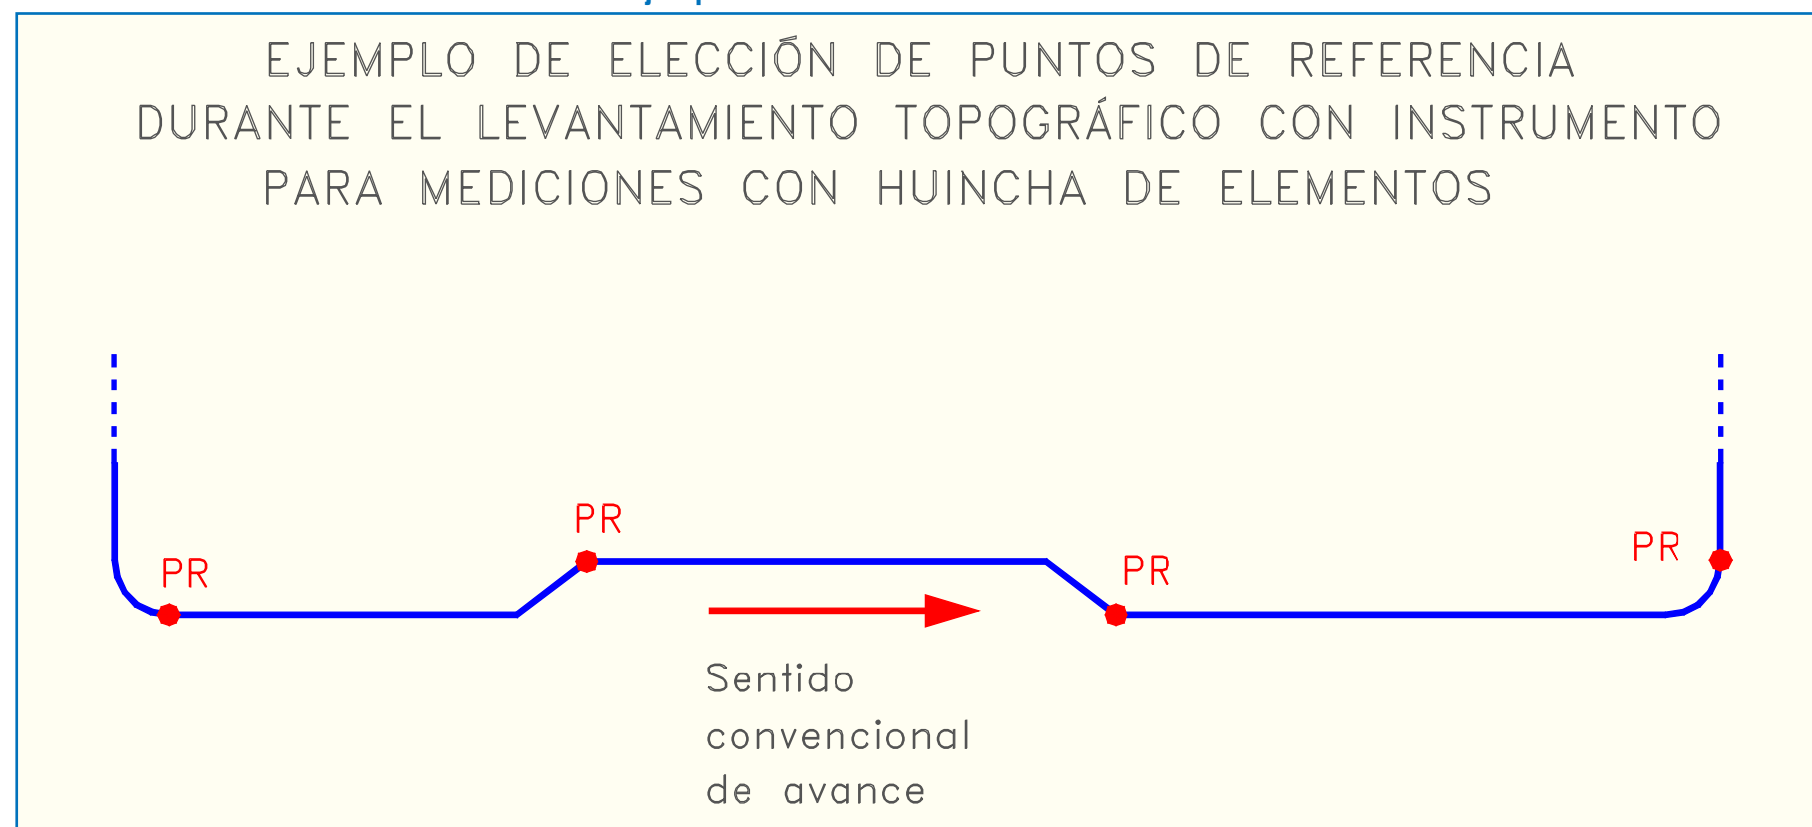 EJEMPLO DE ELECCIÓN DE PUNTOS DE REFERENCIA
DURANTE EL LEVANTAMIENTO TOPOGRÁFICO CON INSTRUMENTO
PARA MEDICIONES CON HUINCHA DE ELEMENTOS
PR
PR
PR
PR
Sentido
convencional
de avance